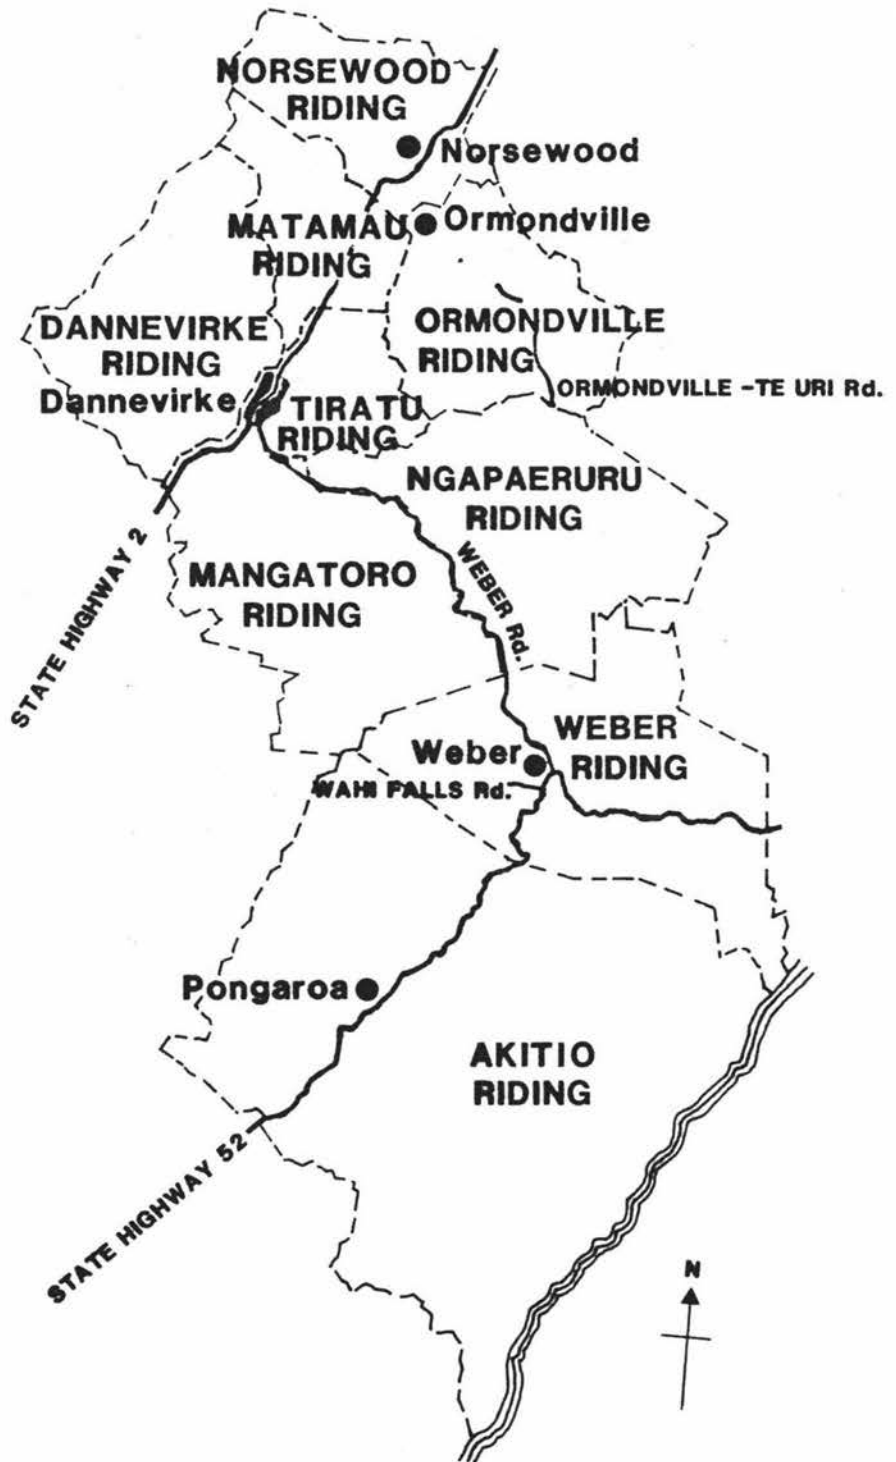 NORSEWOOD
RIDING
Norsewood
MATAMAU
RIDING
Ormondville
DANNEVIRKE
RIDING
Dannevirke
ORMONDVILLE
RIDING
ORMONDVILLE -TE URI Rd.
TIRATU
RIDING
NGAPAERURU
RIDING
STATE HIGHWAY 2
MANGATORO
RIDING
WEBER Rd.
WEBER
RIDING
Weber
WAHI FALLS Rd.
Pongaroa
AKITIO
RIDING
STATE HIGHWAY 52
N